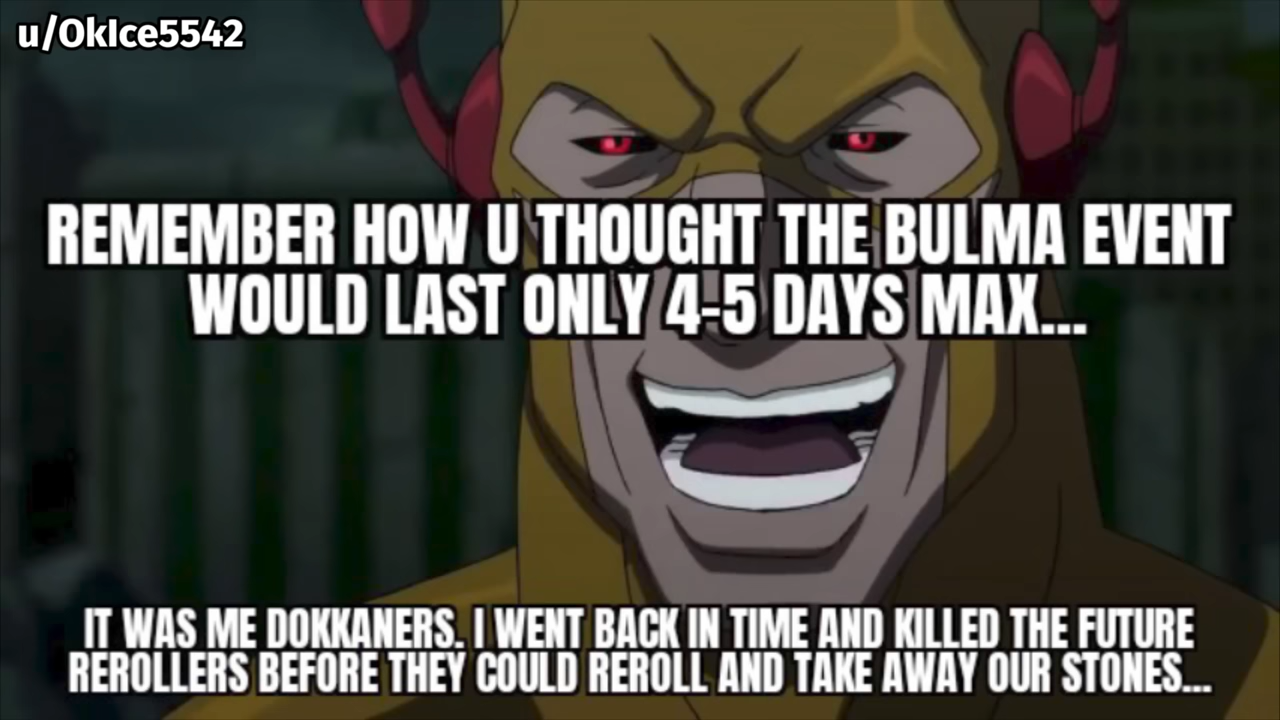 u/OkIce5542
REMEMBER HOW U THOUGHT THE BULMA EVENT
WOULD LAST ONLY 4-5 DAYS MAX...
IT WAS ME DOKKANERS. I WENT BACK IN TIME AND KILLED THE FUTURE
REROLLERS BEFORE THEY COULD REROLL AND TAKE AWAY OUR STONES...